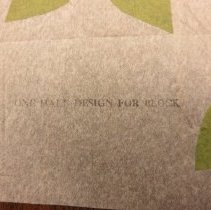 ONE HALF DESIGN FOR BLOCK